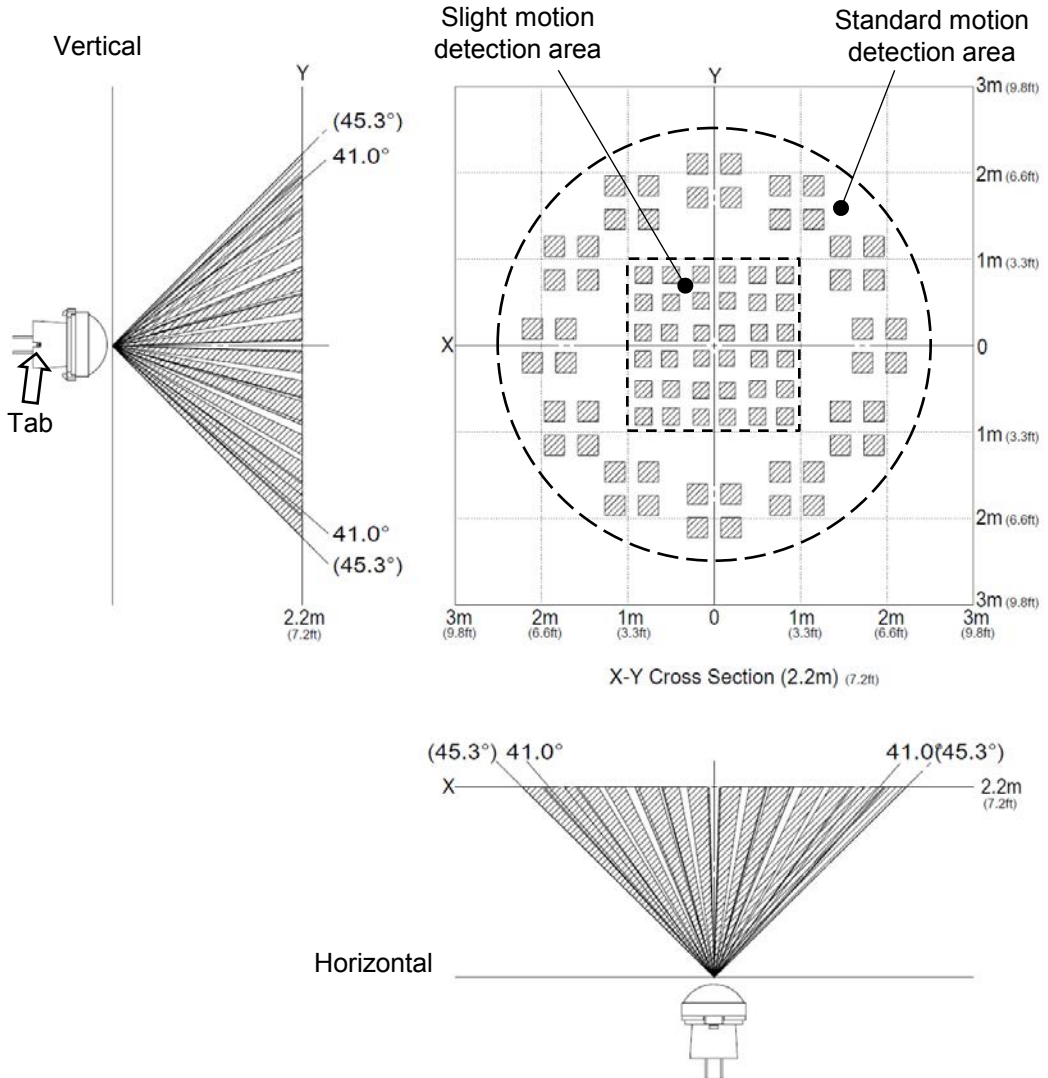 Vertical
Y
(45.3°)
41.0°
41.0°
(45.3°)
2.2m
(7.2ft)
Tab
Slight motion
detection area
Standard motion
detection area
Y
3m (9.8ft)
2m (6.6ft)
1m (3.3ft)
X
0
1m (3.3ft)
2m (6.6ft)
3m (9.8ft)
3m 2m 1m 0 1m 2m 3m
(9.8ft) (6.6ft) (3.3ft) (3.3ft) (6.6ft) (9.8ft)
X-Y Cross Section (2.2m) (7.2ft)
(45.3°) 41.0° 41.0° (45.3°)
X
2.2m
(7.2ft)
Horizontal